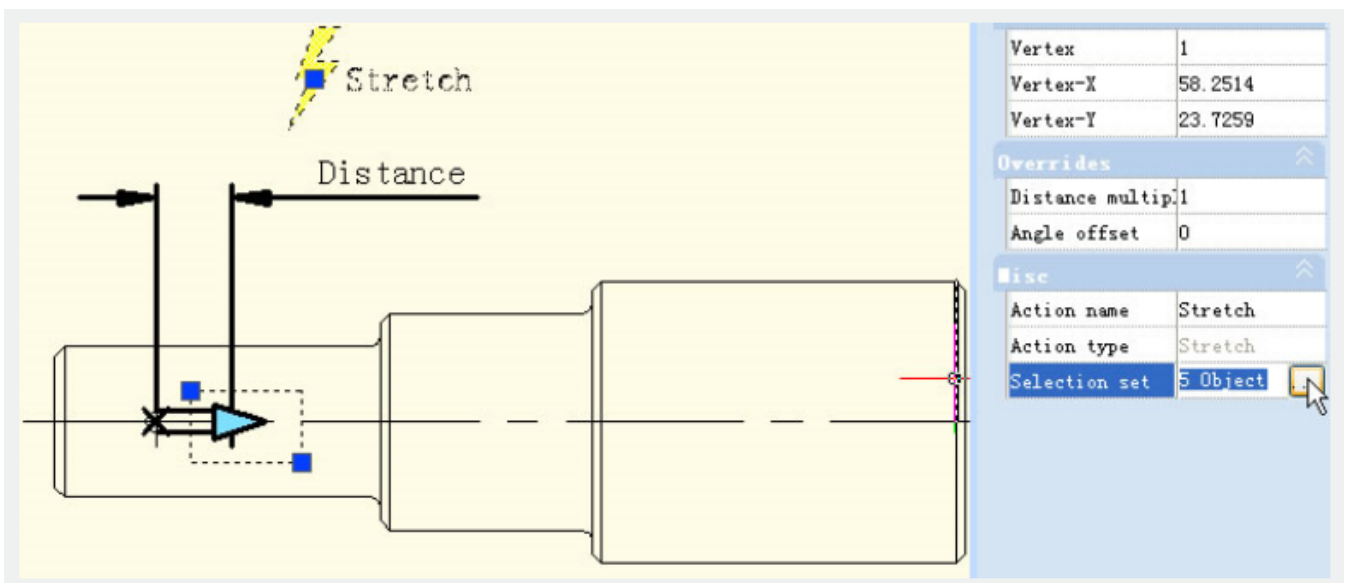 Stretch
Distance
Vertex 1
Vertex-X 58.2514
Vertex-Y 23.7259
Overrides
Distance multipl 1
Angle offset 0
Misc
Action name Stretch
Action type Stretch
Selection set 5 Object ...